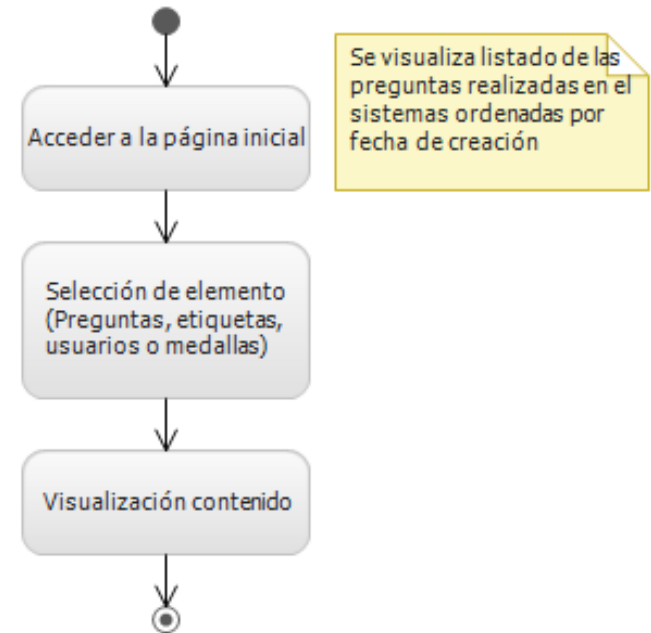 Acceder a la página inicial
Se visualiza listado de las
preguntas realizadas en el
sistemas ordenadas por
fecha de creación
Selección de elemento
(Preguntas, etiquetas,
usuarios o medallas)
Visualización contenido